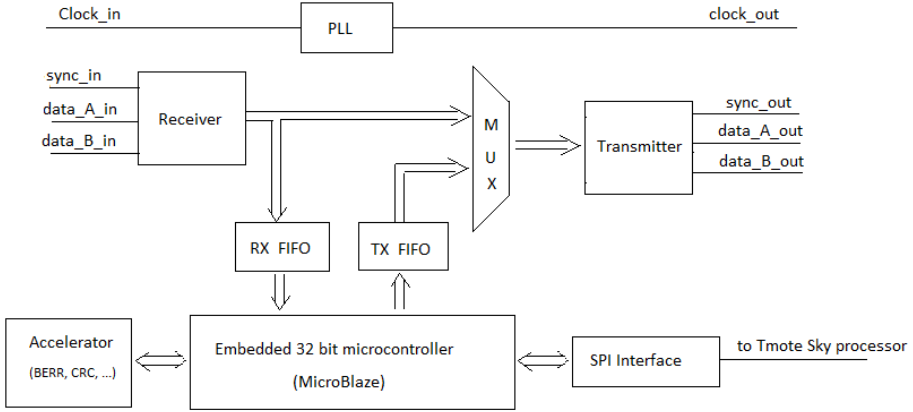 Clock_in
PLL
clock_out
sync_in
data_A_in
data_B_in
Receiver
M
U
X
Transmitter
sync_out
data_A_out
data_B_out
RX FIFO
TX FIFO
Accelerator
(BERR, CRC, ...)
Embedded 32 bit microcontroller
(MicroBlaze)
SPI Interface
to Tmote Sky processor